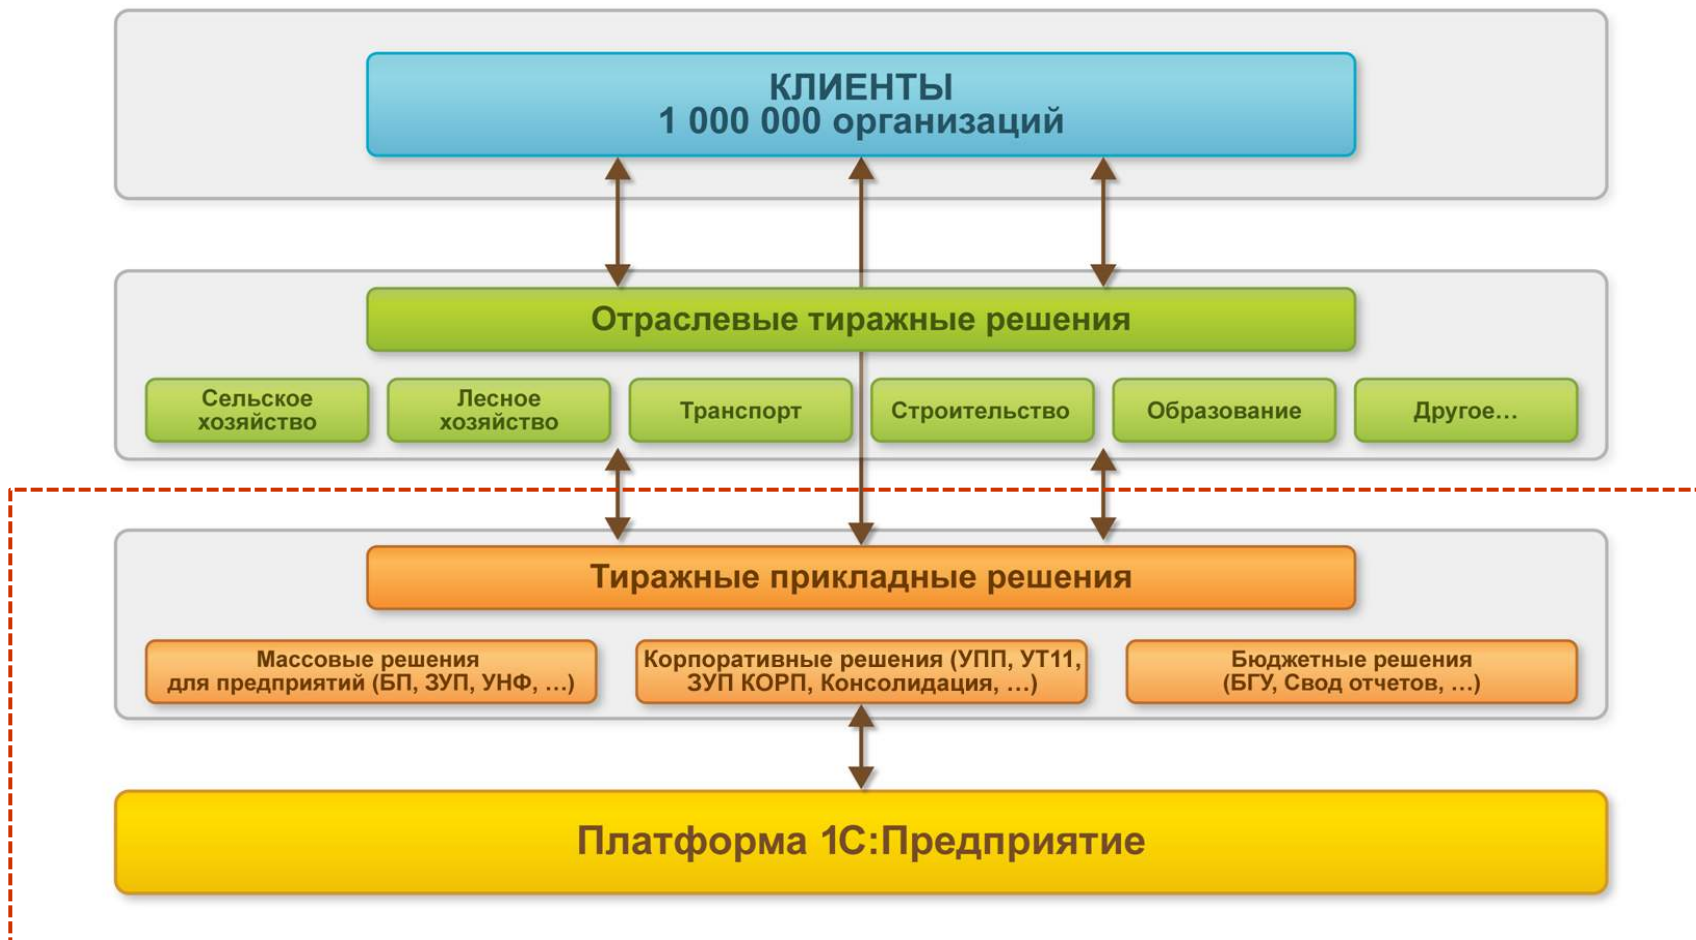 КЛИЕНТЫ
1 000 000 организаций
Отраслевые тиражные решения
Сельское
хозяйство
Лесное
хозяйство
Транспорт
Строительство
Образование
Другое…
Тиражные прикладные решения
Массовые решения
для предприятий (БП, ЗУП, УНФ, …)
Корпоративные решения (УПП, УТ11,
ЗУП КОРП, Консолидация, …)
Бюджетные решения
(БГУ, Свод отчетов, …)
Платформа 1С:Предприятие